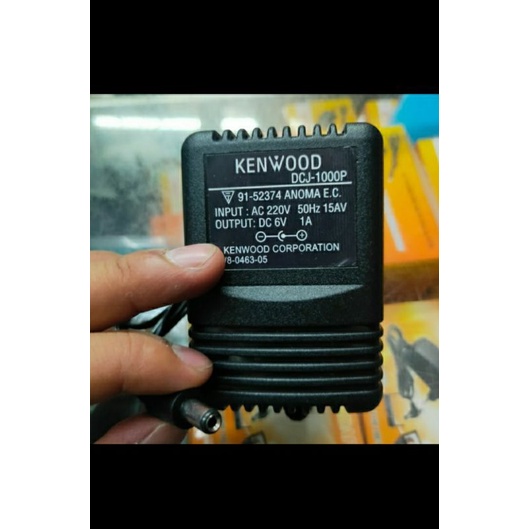 KENWOOD
DCJ-1000P
91-52374 ANOMA E.C.
INPUT : AC 220V 50Hz 15AV
OUTPUT: DC 6V 1A
KENWOOD CORPORATION
78-0463-05